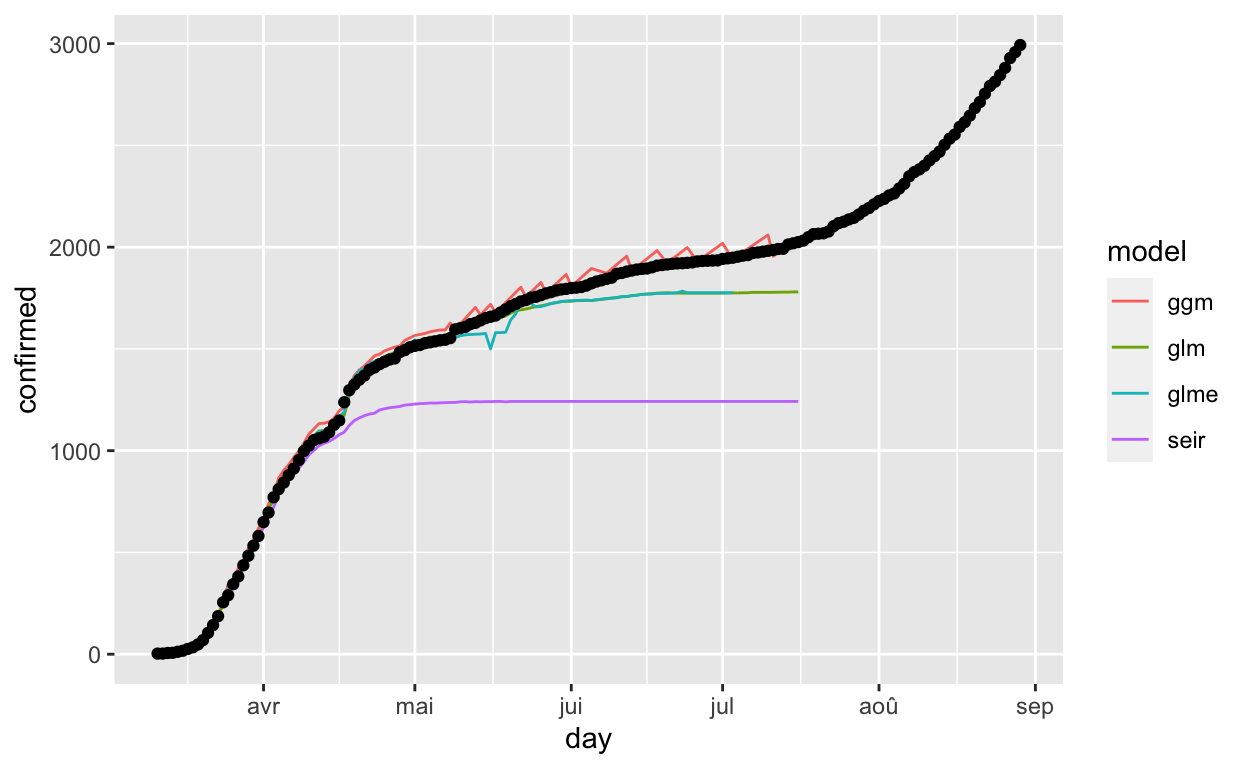 3000
2000
1000
0
confirmed
avr
mai
jui
jul
aoû
sep
day
model
ggm
glm
glme
seir